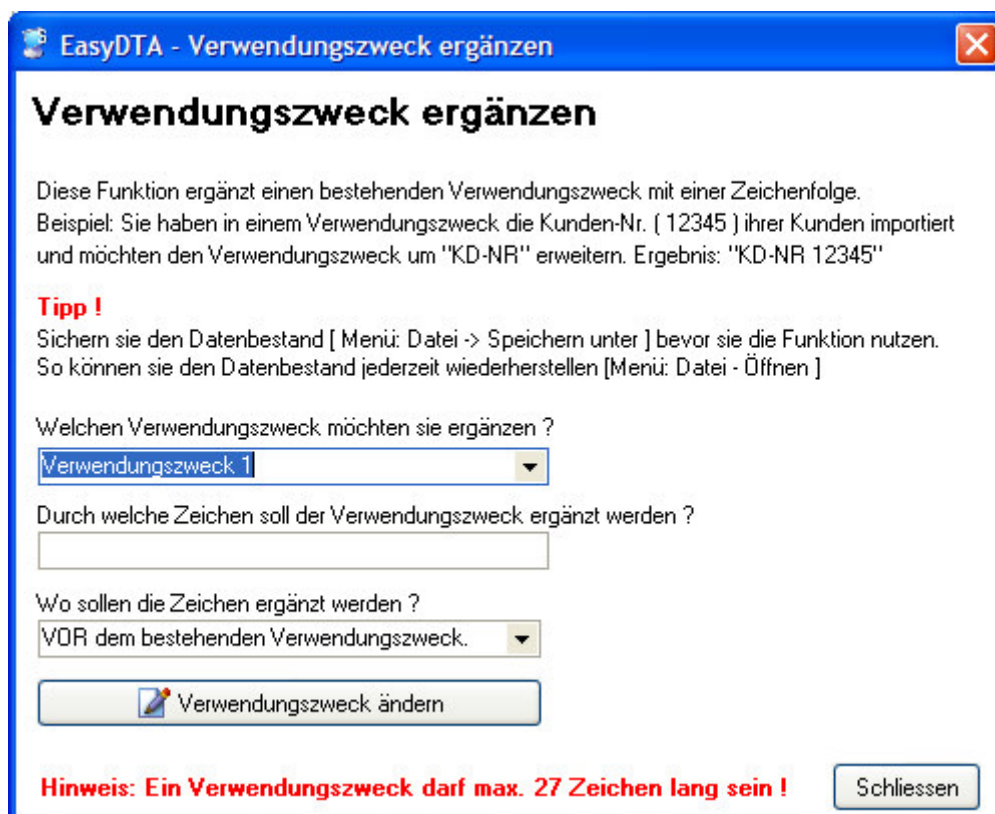 EasyDTA - Verwendungszweck ergänzen
Verwendungszweck ergänzen
Diese Funktion ergänzt einen bestehenden Verwendungszweck mit einer Zeichenfolge.
Beispiel: Sie haben in einem Verwendungszweck die Kunden-Nr. ( 12345 ) ihrer Kunden importiert
und möchten den Verwendungszweck um "KD-NR" erweitern. Ergebnis: "KD-NR 12345"
Tipp !
Sichern sie den Datenbestand [ Menü: Datei -> Speichern unter ] bevor sie die Funktion nutzen.
So können sie den Datenbestand jederzeit wiederherstellen [Menü: Datei - Öffnen ]
Welchen Verwendungszweck möchten sie ergänzen ?
Verwendungszweck 1
Durch welche Zeichen soll der Verwendungszweck ergänzt werden ?
Wo sollen die Zeichen ergänzt werden ?
VOR dem bestehenden Verwendungszweck.
Verwendungszweck ändern
Hinweis: Ein Verwendungszweck darf max. 27 Zeichen lang sein !
Schliessen